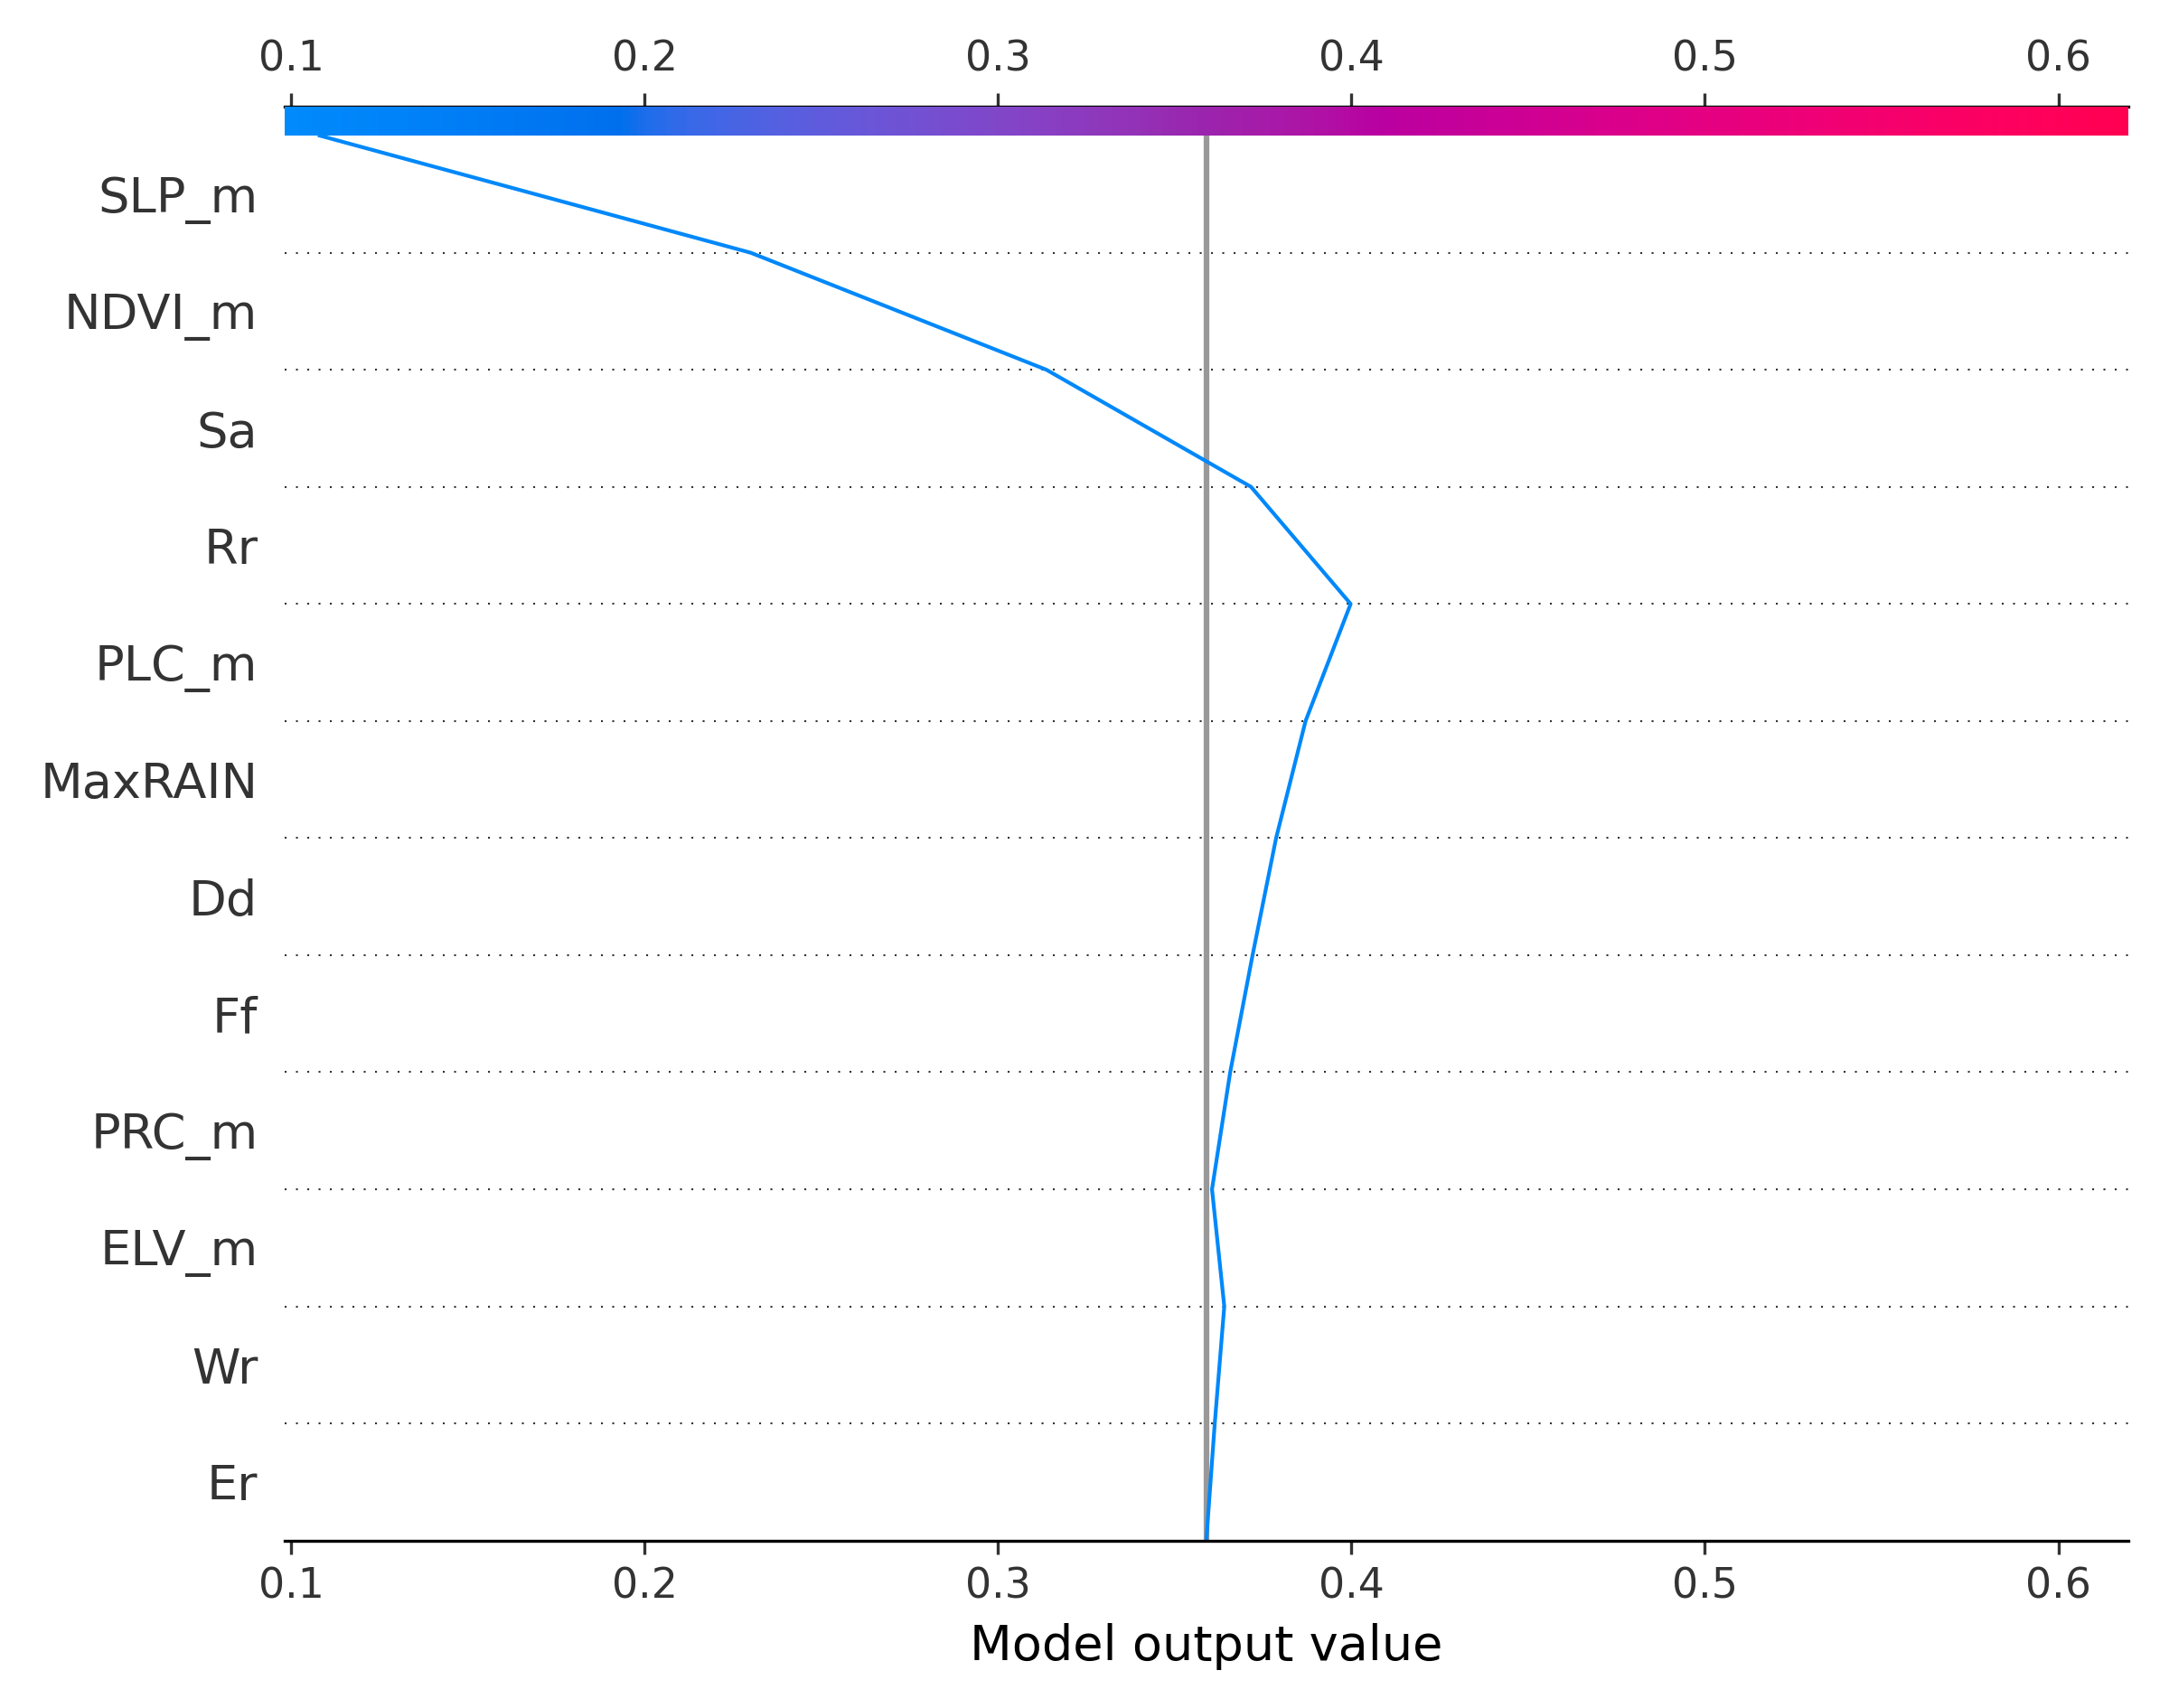 0.1 0.2 0.3 0.4 0.5 0.6
SLP_m
NDVI_m
Sa
Rr
PLC_m
MaxRAIN
Dd
Ff
PRC_m
ELV_m
Wr
Er
0.1 0.2 0.3 0.4 0.5 0.6
Model output value